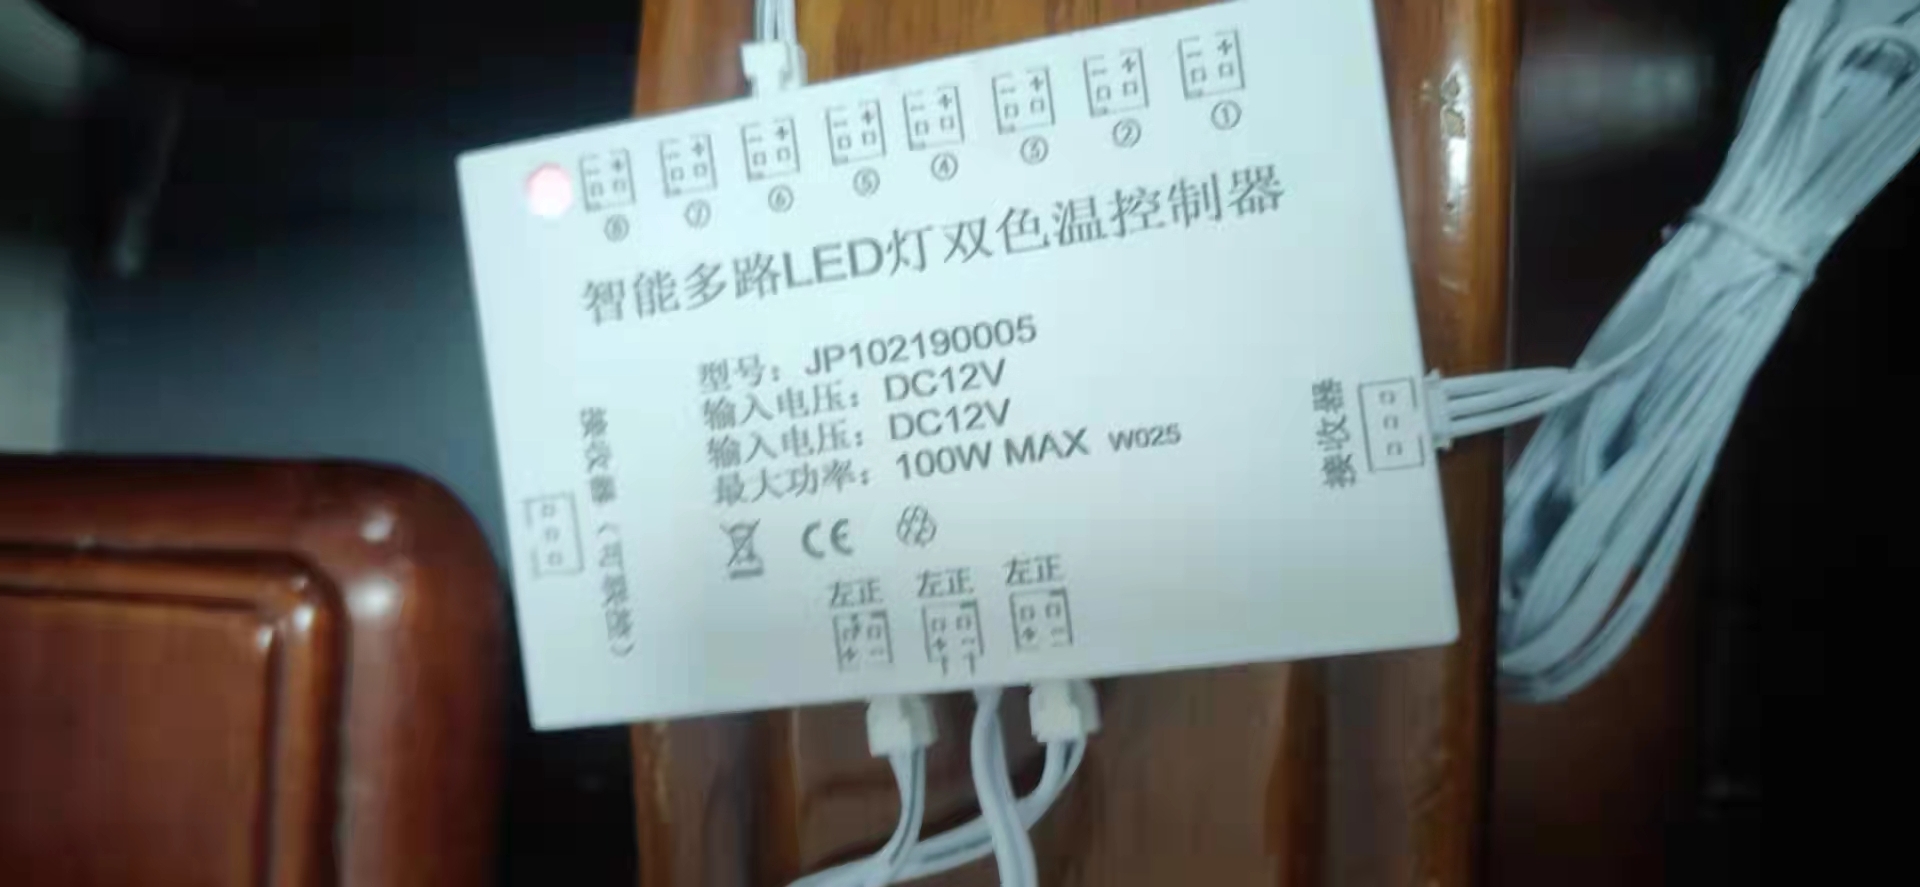 ⑧ ⑦ ⑥ ⑤ ④ ③ ② ①
智能多路LED灯双色温控制器
型号：JP102190005
输入电压：DC12V
输入电压：DC12V
最大功率：100W MAX W025
CE
接收器（可联控）
接收器
左正 左正 左正